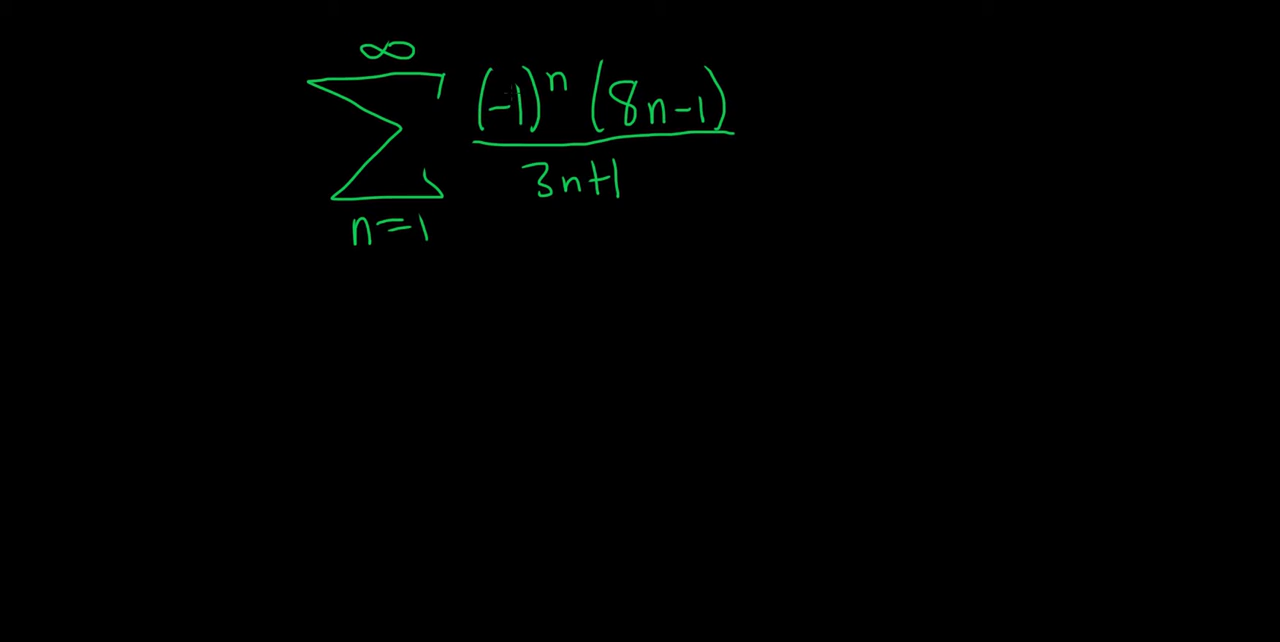 ∞
∑ (-1)^n (8n-1)
3n+1
n=1